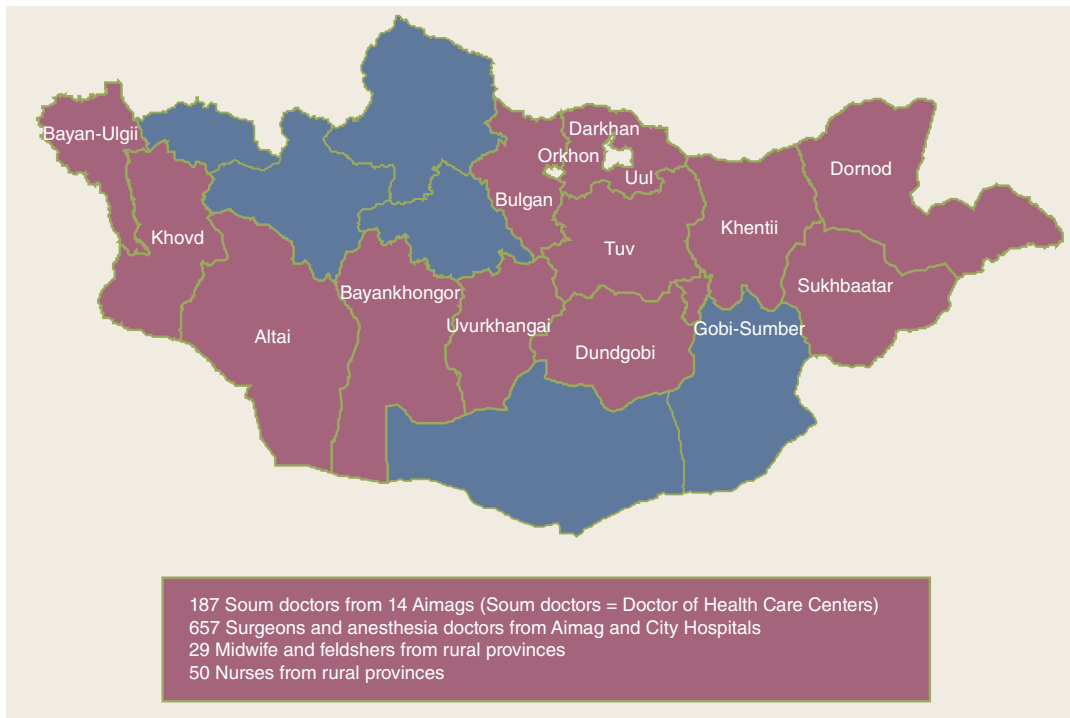 Bayan-Ulgii
Khovd
Altai
Bayankhongor
Uvurkhangai
Bulgan
Orkhon
Darkhan
Uul
Tuv
Dundgobi
Khentii
Gobi-Sumber
Dornod
Sukhbaatar
187 Soum doctors from 14 Aimags (Soum doctors = Doctor of Health Care Centers)
657 Surgeons and anesthesia doctors from Aimag and City Hospitals
29 Midwife and feldshers from rural provinces
50 Nurses from rural provinces